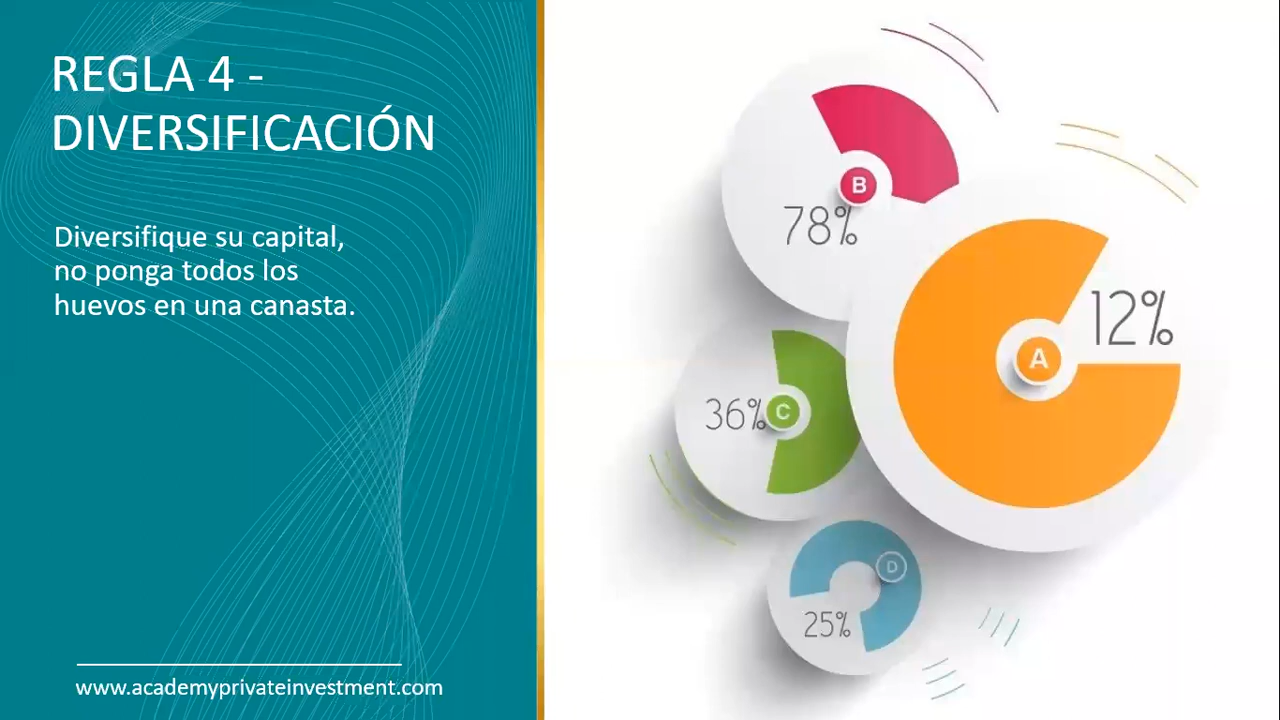 REGLA 4 -
DIVERSIFICACIÓN
Diversifique su capital,
no ponga todos los
huevos en una canasta.
www.academyprivateinvestment.com
B
78%
12%
A
36%
C
D
25%